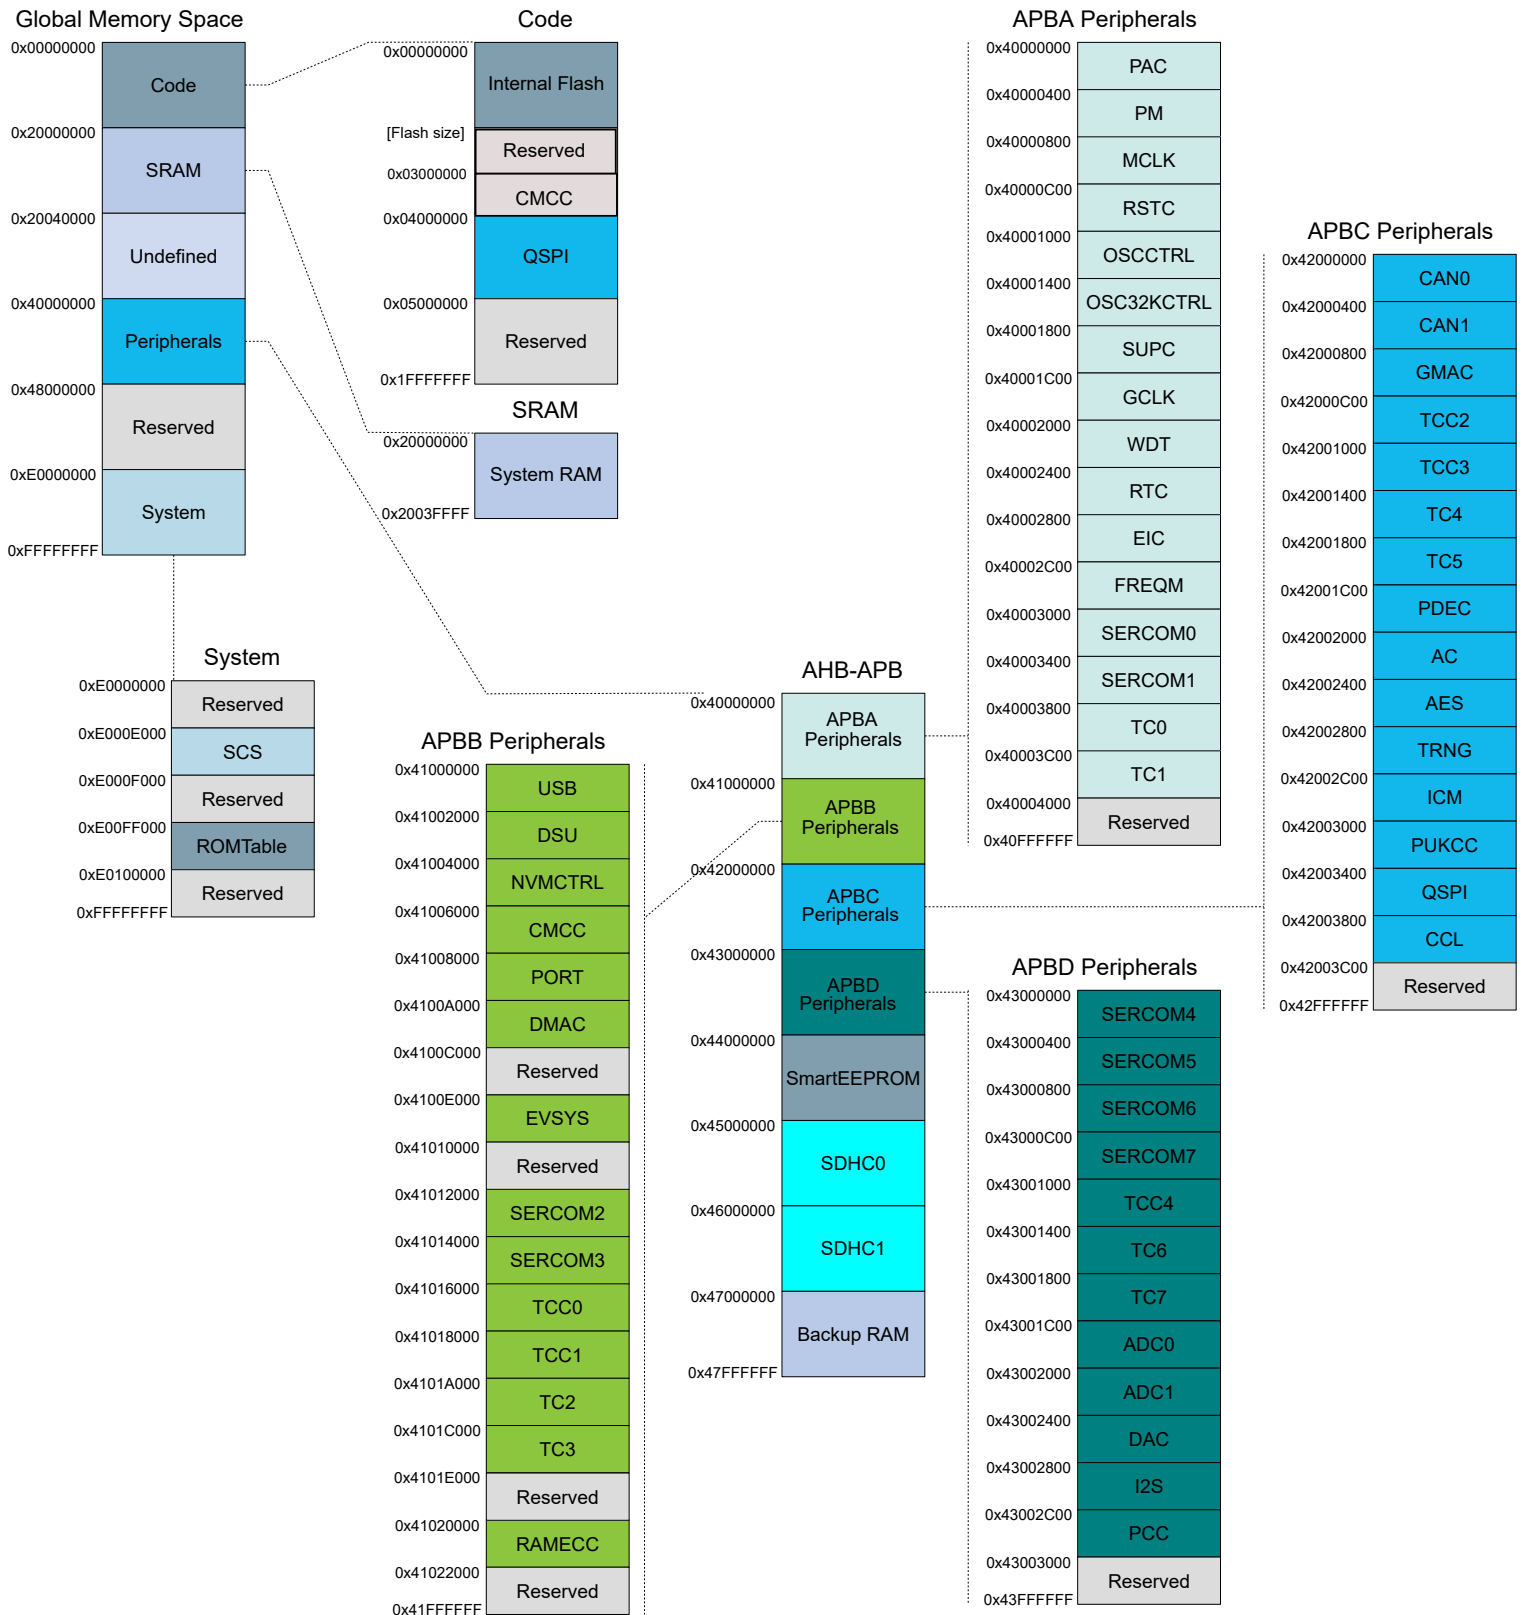 Global Memory Space
0x00000000
Code
0x20000000
SRAM
0x20040000
Undefined
0x40000000
Peripherals
0x48000000
Reserved
0xE0000000
System
0xFFFFFFFF
Code
0x00000000
Internal Flash
[Flash size]
Reserved
0x03000000
CMCC
0x04000000
QSPI
0x05000000
Reserved
0x1FFFFFFF
SRAM
0x20000000
System RAM
0x2003FFFF
System
0xE0000000
Reserved
0xE000E000
SCS
0xE000F000
Reserved
0xE00FF000
ROMTable
0xE0100000
Reserved
0xFFFFFFFF
APBB Peripherals
0x41000000
USB
0x41002000
DSU
0x41004000
NVMCTRL
0x41006000
CMCC
0x41008000
PORT
0x4100A000
DMAC
0x4100C000
Reserved
0x4100E000
EVSYS
0x41010000
Reserved
0x41012000
SERCOM2
0x41014000
SERCOM3
0x41016000
TCC0
0x41018000
TCC1
0x4101A000
TC2
0x4101C000
TC3
0x4101E000
Reserved
0x41020000
RAMECC
0x41022000
Reserved
0x41FFFFFF
AHB-APB
0x40000000
APBA
Peripherals
0x41000000
APBB
Peripherals
0x42000000
APBC
Peripherals
0x43000000
APBD
Peripherals
0x44000000
SmartEEPROM
0x45000000
SDHC0
0x46000000
SDHC1
0x47000000
Backup RAM
0x47FFFFFF
APBA Peripherals
0x40000000
PAC
0x40000400
PM
0x40000800
MCLK
0x40000C00
RSTC
0x40001000
OSCCTRL
0x40001400
OSC32KCTRL
0x40001800
SUPC
0x40001C00
GCLK
0x40002000
WDT
0x40002400
RTC
0x40002800
EIC
0x40002C00
FREQM
0x40003000
SERCOM0
0x40003400
SERCOM1
0x40003800
TC0
0x40003C00
TC1
0x40004000
Reserved
0x40FFFFFF
APBD Peripherals
0x43000000
SERCOM4
0x43000400
SERCOM5
0x43000800
SERCOM6
0x43000C00
SERCOM7
0x43001000
TCC4
0x43001400
TC6
0x43001800
TC7
0x43001C00
ADC0
0x43002000
ADC1
0x43002400
DAC
0x43002800
I2S
0x43002C00
PCC
0x43003000
Reserved
0x43FFFFFF
APBC Peripherals
0x42000000
CAN0
0x42000400
CAN1
0x42000800
GMAC
0x42000C00
TCC2
0x42001000
TCC3
0x42001400
TC4
0x42001800
TC5
0x42001C00
PDEC
0x42002000
AC
0x42002400
AES
0x42002800
TRNG
0x42002C00
ICM
0x42003000
PUKCC
0x42003400
QSPI
0x42003800
CCL
0x42003C00
Reserved
0x42FFFFFF